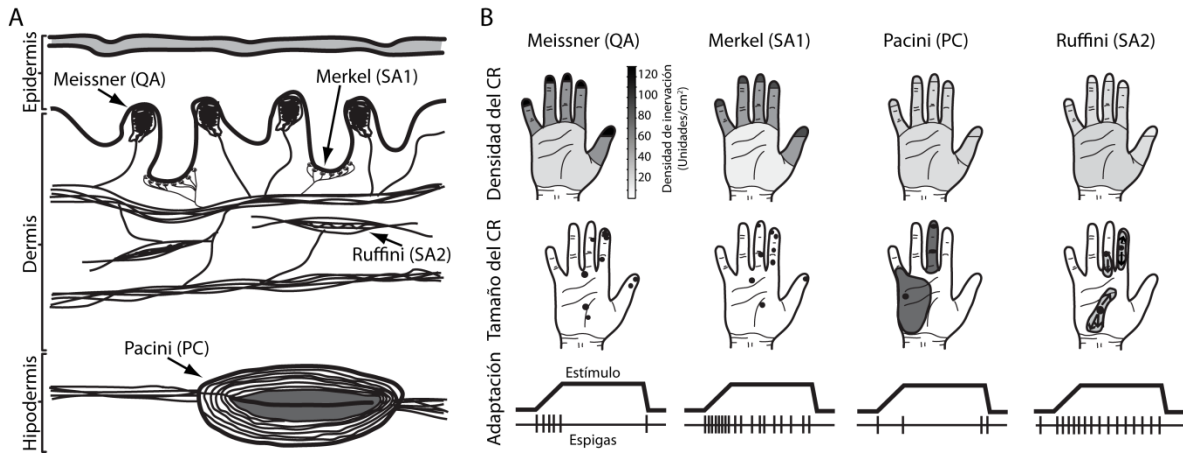 A
Epidermis
Meissner (QA)
Merkel (SA1)
Dermis
Ruffini (SA2)
Hipodermis
Pacini (PC)
B
Meissner (QA)
Merkel (SA1)
Pacini (PC)
Ruffini (SA2)
Densidad del CR
120
100
80
60
40
20
Densidad de inervación
(Unidades/cm²)
Tamaño del CR
Adaptación
Estímulo
Espigas